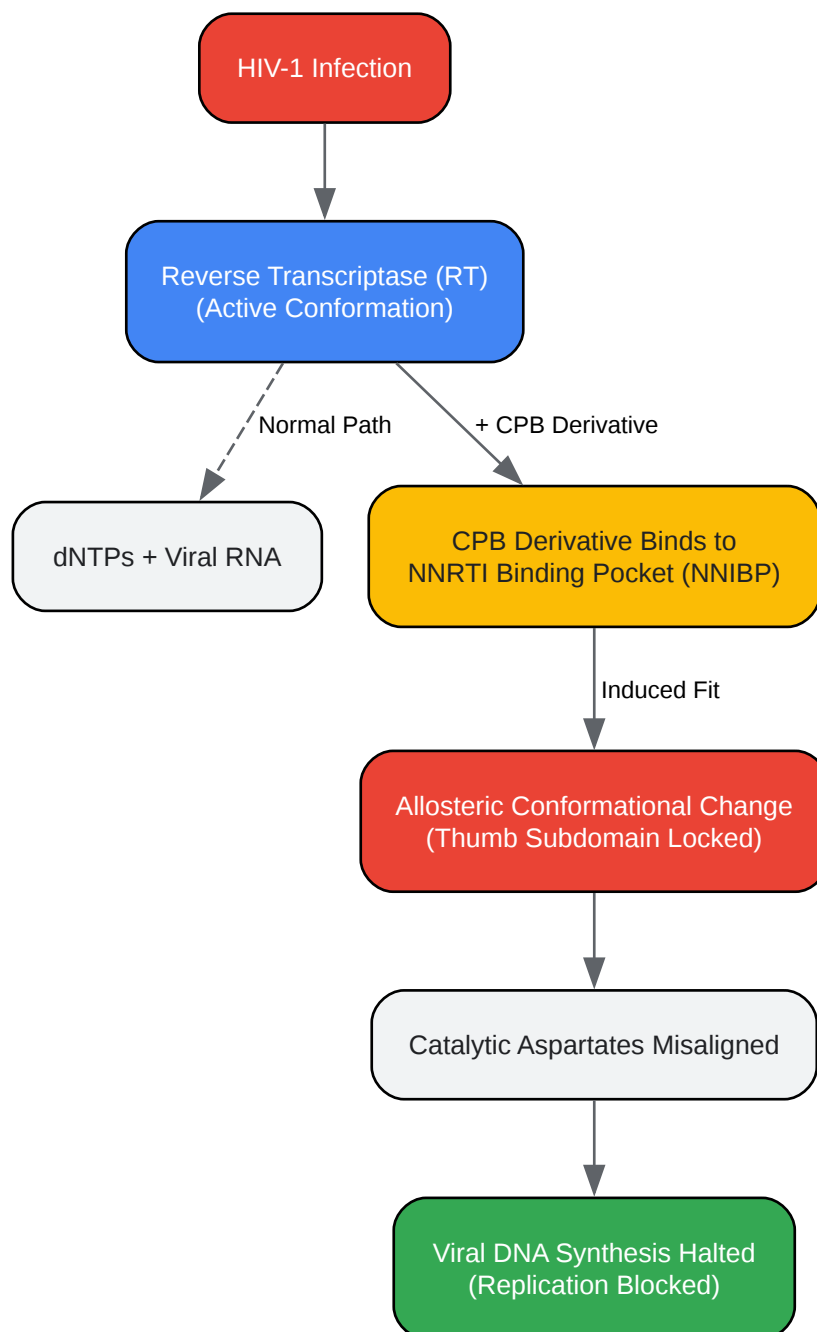 HIV-1 Infection
Reverse Transcriptase (RT)
(Active Conformation)
Normal Path
+ CPB Derivative
dNTPs + Viral RNA
CPB Derivative Binds to
NNRTI Binding Pocket (NNIBP)
Induced Fit
Allosteric Conformational Change
(Thumb Subdomain Locked)
Catalytic Aspartates Misaligned
Viral DNA Synthesis Halted
(Replication Blocked)